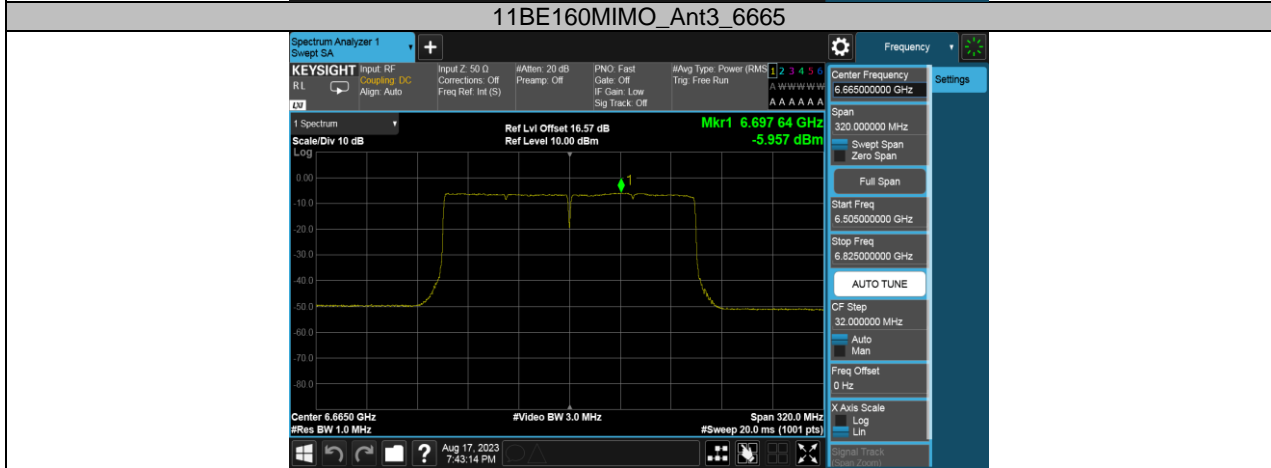 11BE160MIMO_Ant3_6665
Spectrum Analyzer 1
Swept SA
+
Frequency
KEYSIGHT
RL
LXI
Input: RF
Coupling: DC
Align: Auto
Input Z: 50 Ω
Corrections: Off
Freq Ref: Int (S)
#Atten: 20 dB
Preamp: Off
PNO: Fast
Gate: Off
IF Gain: Low
Sig Track: Off
#Avg Type: Power (RMS
Trig: Free Run
1 2 3 4 5 6
A W W W W W
A A A A A A
Center Frequency
6.665000000 GHz
Settings
Span
320.000000 MHz
Swept Span
Zero Span
Full Span
Start Freq
6.505000000 GHz
Stop Freq
6.825000000 GHz
AUTO TUNE
CF Step
32.000000 MHz
Auto
Man
Freq Offset
0 Hz
X Axis Scale
Log
Lin
Signal Track
(Span Zoom)
1 Spectrum
Scale/Div 10 dB
Log
Ref Lvl Offset 16.57 dB
Ref Level 10.00 dBm
Mkr1 6.697 64 GHz
-5.957 dBm
1
0.00
-10.0
-20.0
-30.0
-40.0
-50.0
-60.0
-70.0
-80.0
Center 6.6650 GHz
#Res BW 1.0 MHz
#Video BW 3.0 MHz
Span 320.0 MHz
#Sweep 20.0 ms (1001 pts)
?
Aug 17, 2023
7:43:14 PM